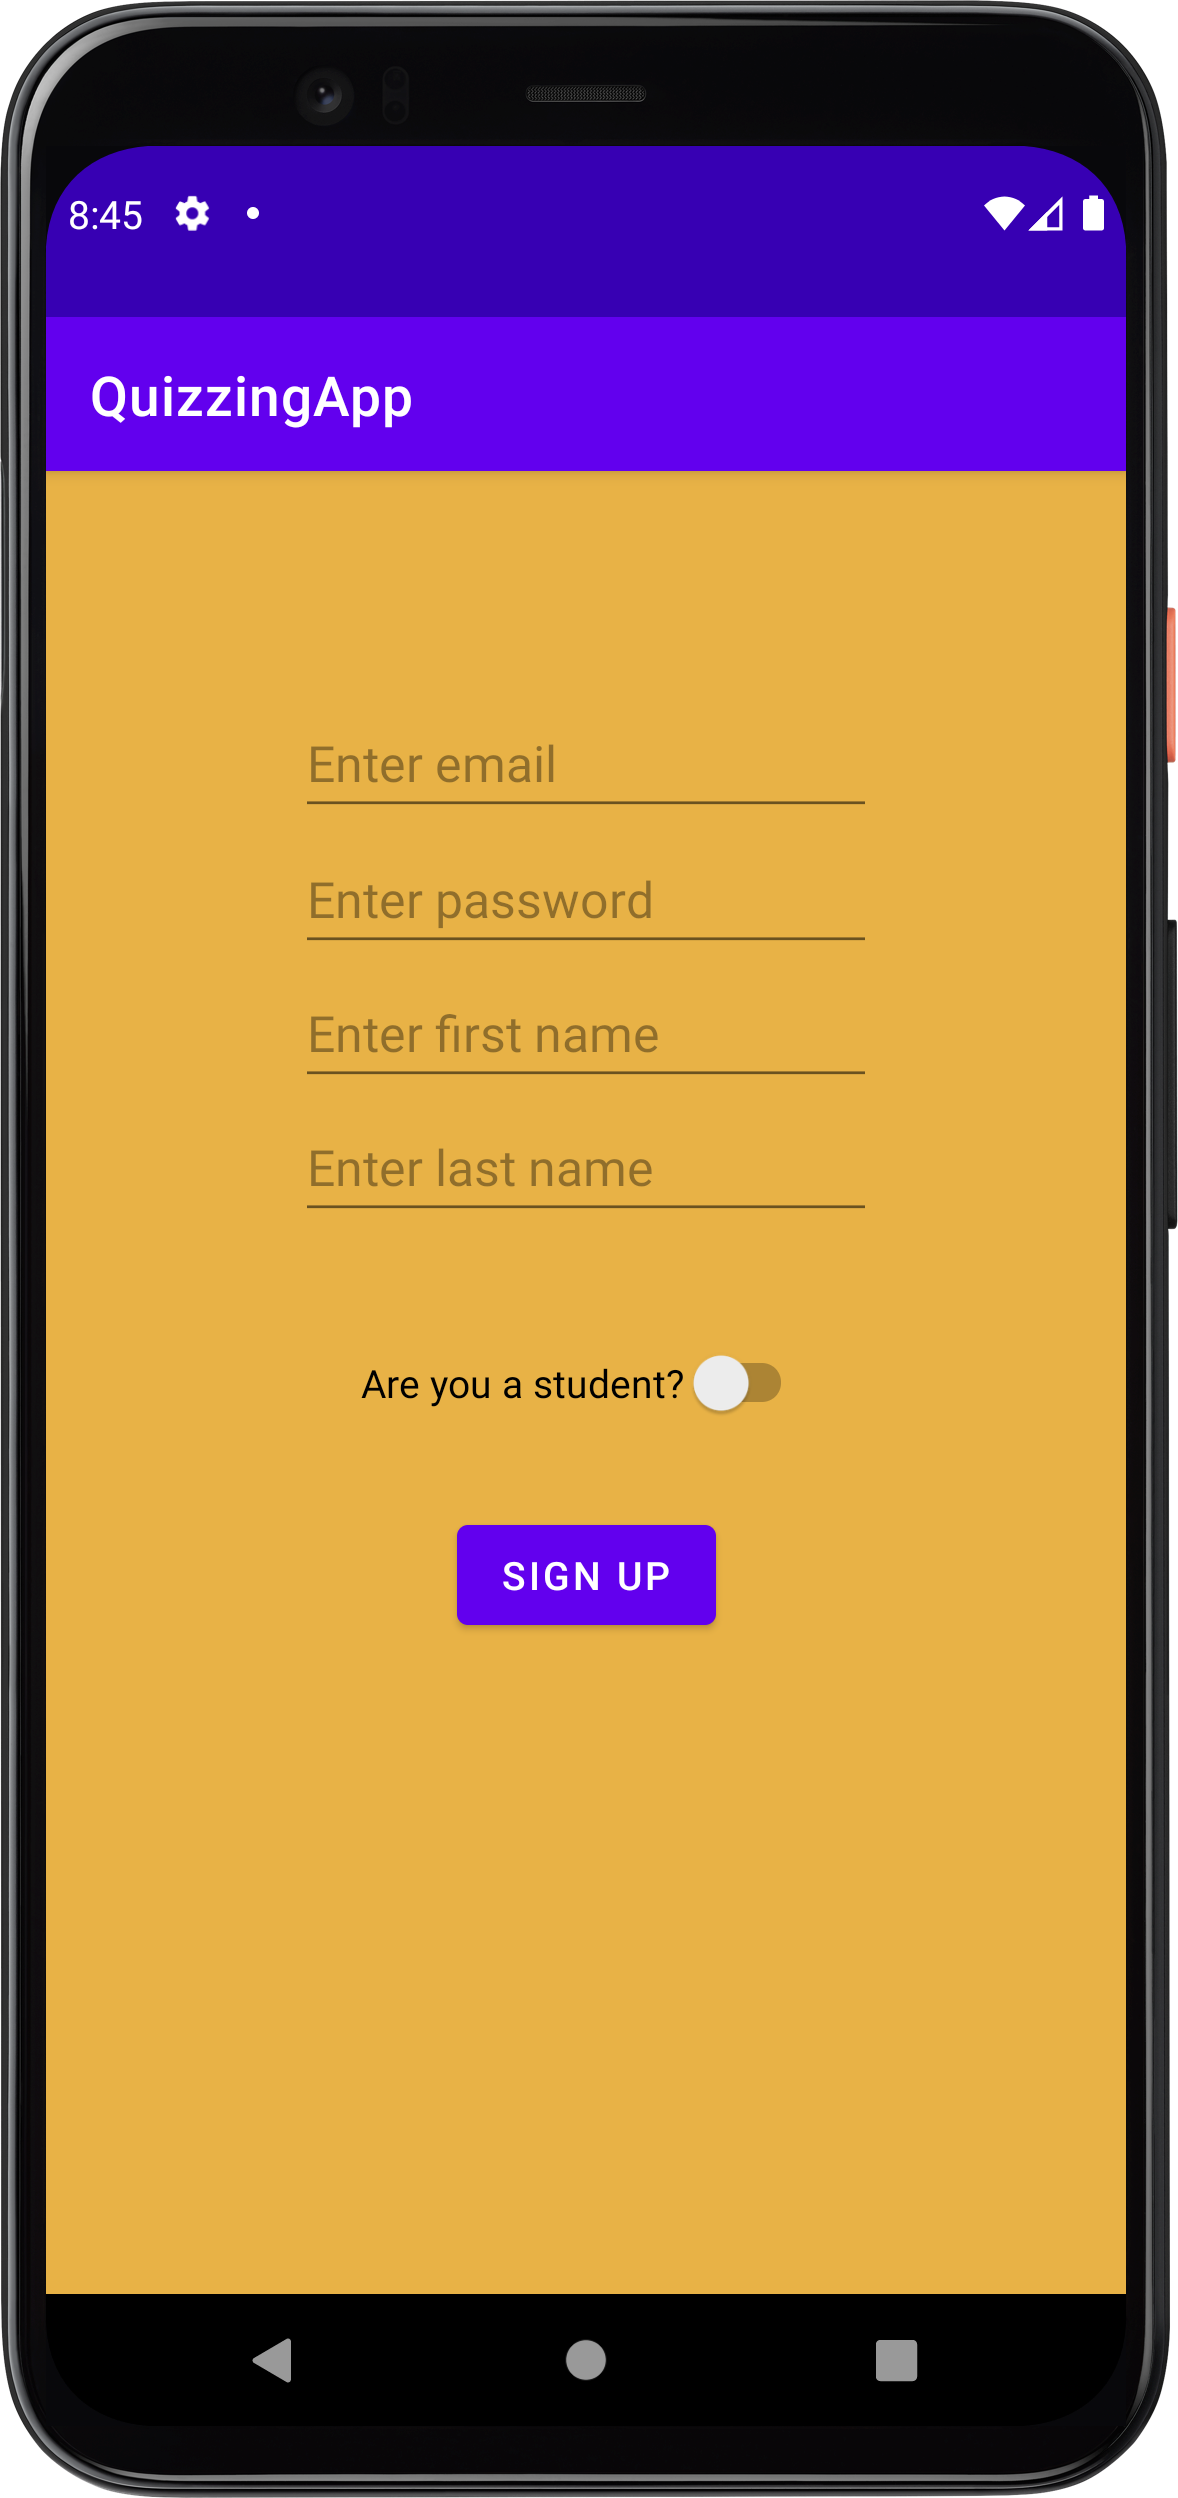 8:45
QuizzingApp
Enter email
Enter password
Enter first name
Enter last name
Are you a student?
SIGN UP